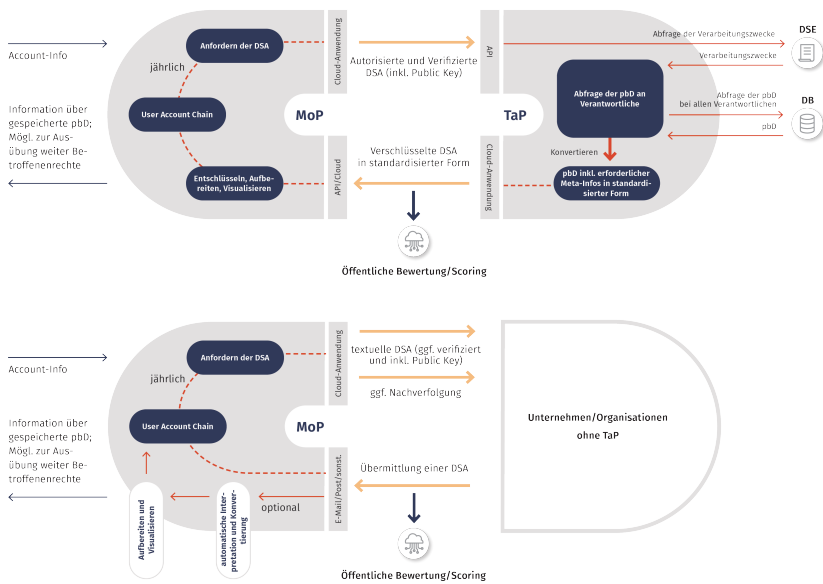 Account-Info
Information über
gespeicherte pbD;
Mögl. zur Aus-
übung weiter Be-
troffenenrechte
Anfordern der DSA
jährlich
User Account Chain
Entschlüsseln, Aufbe-
reiten, Visualisieren
MoP
Cloud-Anwendung
API/Cloud
Autorisierte und Verifizierte
DSA (inkl. Public Key)
Verschlüsselte DSA
in standardisierter Form
Öffentliche Bewertung/Scoring
API
Cloud-Anwendung
TaP
Abfrage der pbD an
Verantwortliche
Konvertieren
pbD inkl. erforderlicher
Meta-Infos in standardi-
sierter Form
Abfrage der Verarbeitungszwecke
Verarbeitungszwecke
Abfrage der pbD
bei allen Verantwortlichen
pbD
DSE
DB
Account-Info
Information über
gespeicherte pbD;
Mögl. zur Aus-
übung weiter Be-
troffenenrechte
Anfordern der DSA
jährlich
User Account Chain
Aufbereiten und
Visualisieren
automatische Inter-
pretation und Konver-
tierung
optional
MoP
Cloud-Anwendung
E-Mail/Post/sonst.
textuelle DSA (ggf. verifiziert
und inkl. Public Key)
ggf. Nachverfolgung
Übermittlung einer DSA
Öffentliche Bewertung/Scoring
Unternehmen/Organisationen
ohne TaP